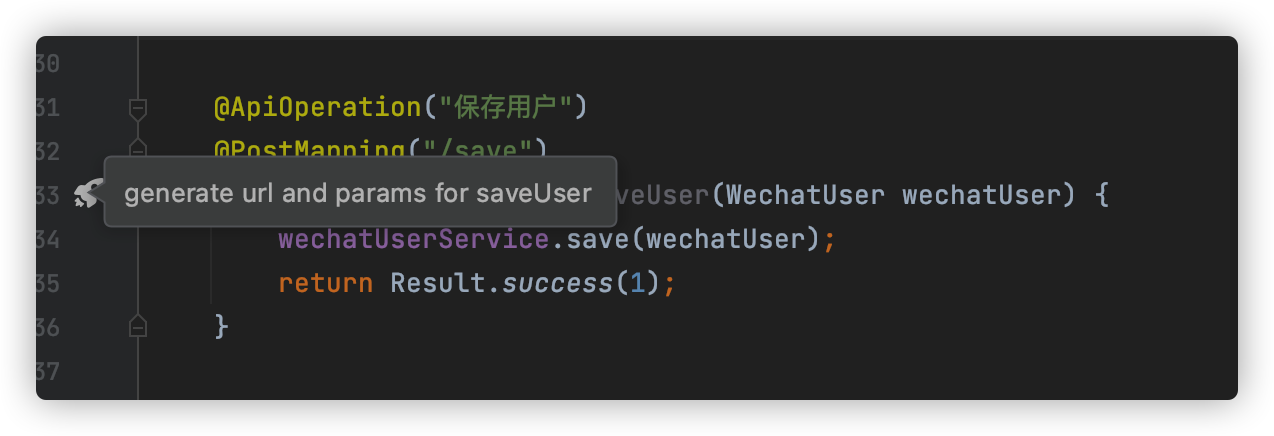 30
31 @ApiOperation("保存用户")
32 @PostMapping("/save")
33 generate url and params for saveUser veUser(WechatUser wechatUser) {
34 wechatUserService.save(wechatUser);
35 return Result.success(1);
36 }
37